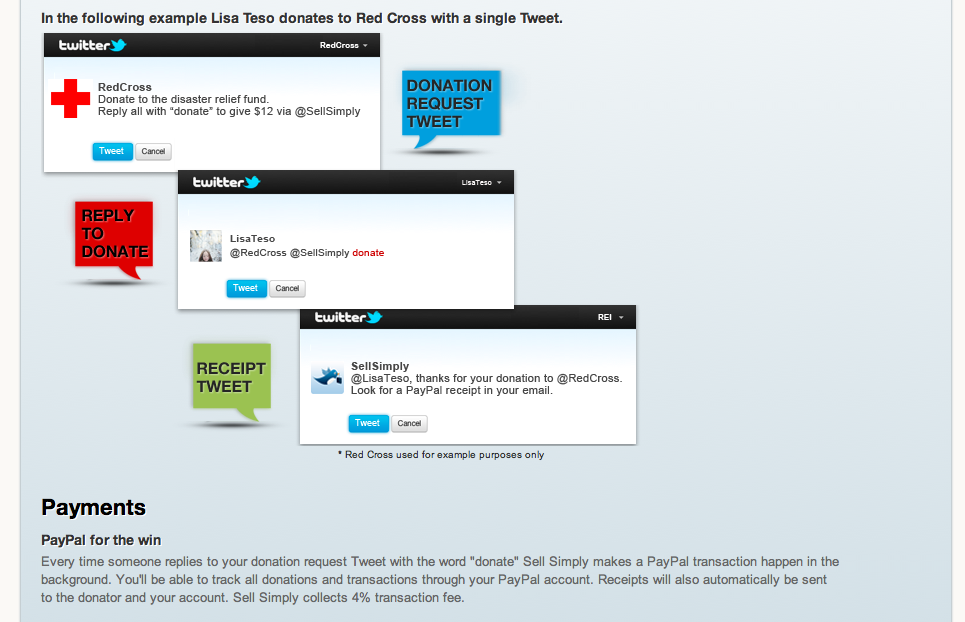 In the following example Lisa Teso donates to Red Cross with a single Tweet.
twitter
RedCross
RedCross
Donate to the disaster relief fund.
Reply all with “donate” to give $12 via @SellSimply
Tweet
Cancel
DONATION
REQUEST
TWEET
twitter
LisaTeso
REPLY
TO
DONATE
LisaTeso
@RedCross @SellSimply donate
Tweet
Cancel
twitter
REI
RECEIPT
TWEET
SellSimply
@LisaTeso, thanks for your donation to @RedCross.
Look for a PayPal receipt in your email.
Tweet
Cancel
* Red Cross used for example purposes only
Payments
PayPal for the win
Every time someone replies to your donation request Tweet with the word "donate" Sell Simply makes a PayPal transaction happen in the
background. You'll be able to track all donations and transactions through your PayPal account. Receipts will also automatically be sent
to the donator and your account. Sell Simply collects 4% transaction fee.